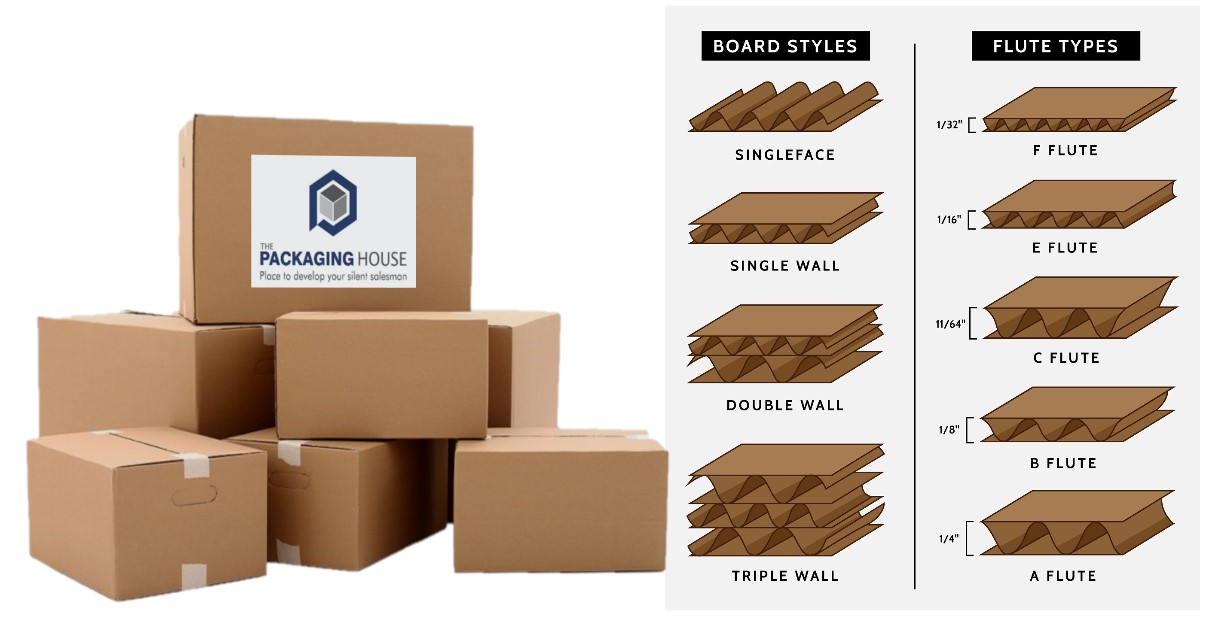 THE
PACKAGING HOUSE
Place to develop your silent salesman
BOARD STYLES
SINGLEFACE
SINGLE WALL
DOUBLE WALL
TRIPLE WALL
FLUTE TYPES
1/32"
F FLUTE
1/16"
E FLUTE
11/64"
C FLUTE
1/8"
B FLUTE
1/4"
A FLUTE